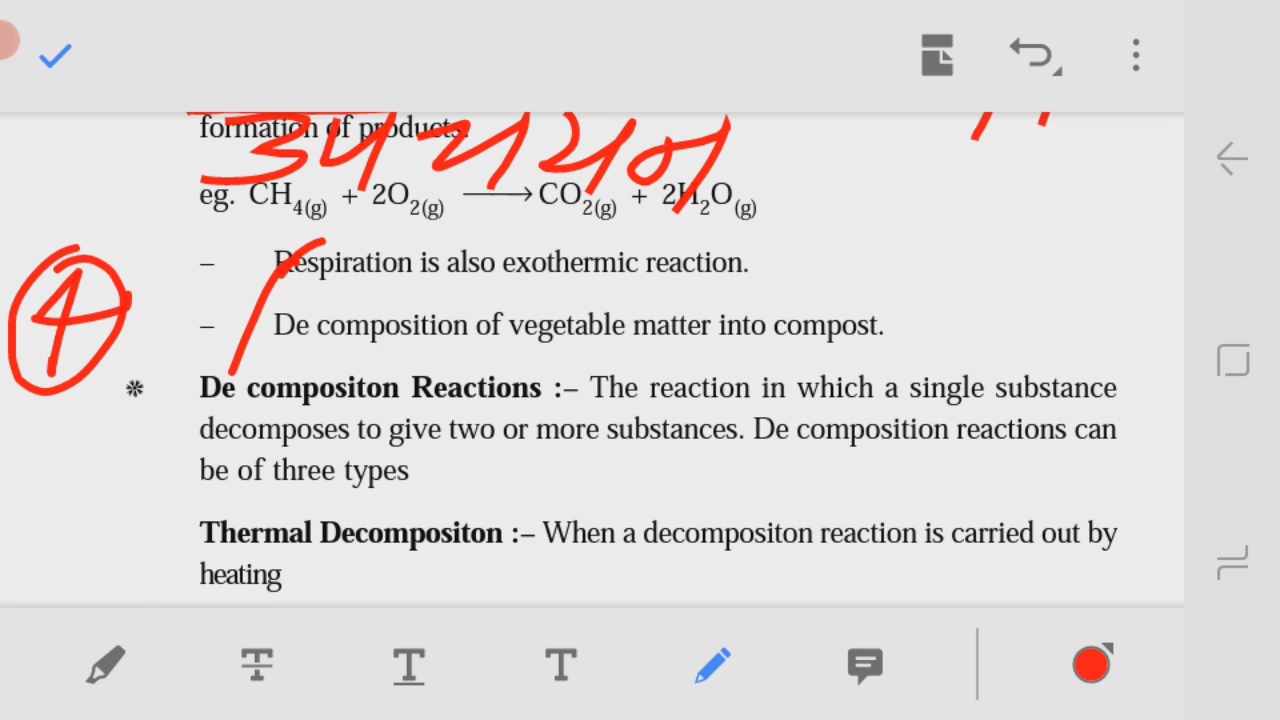 formation of products.
eg. CH₄(g) + 2O₂(g) ⟶ CO₂(g) + 2H₂O(g)
– Respiration is also exothermic reaction.
④
– De composition of vegetable matter into compost.
* De compositon Reactions :– The reaction in which a single substance
decomposes to give two or more substances. De composition reactions can
be of three types
Thermal Decompositon :– When a decompositon reaction is carried out by
heating